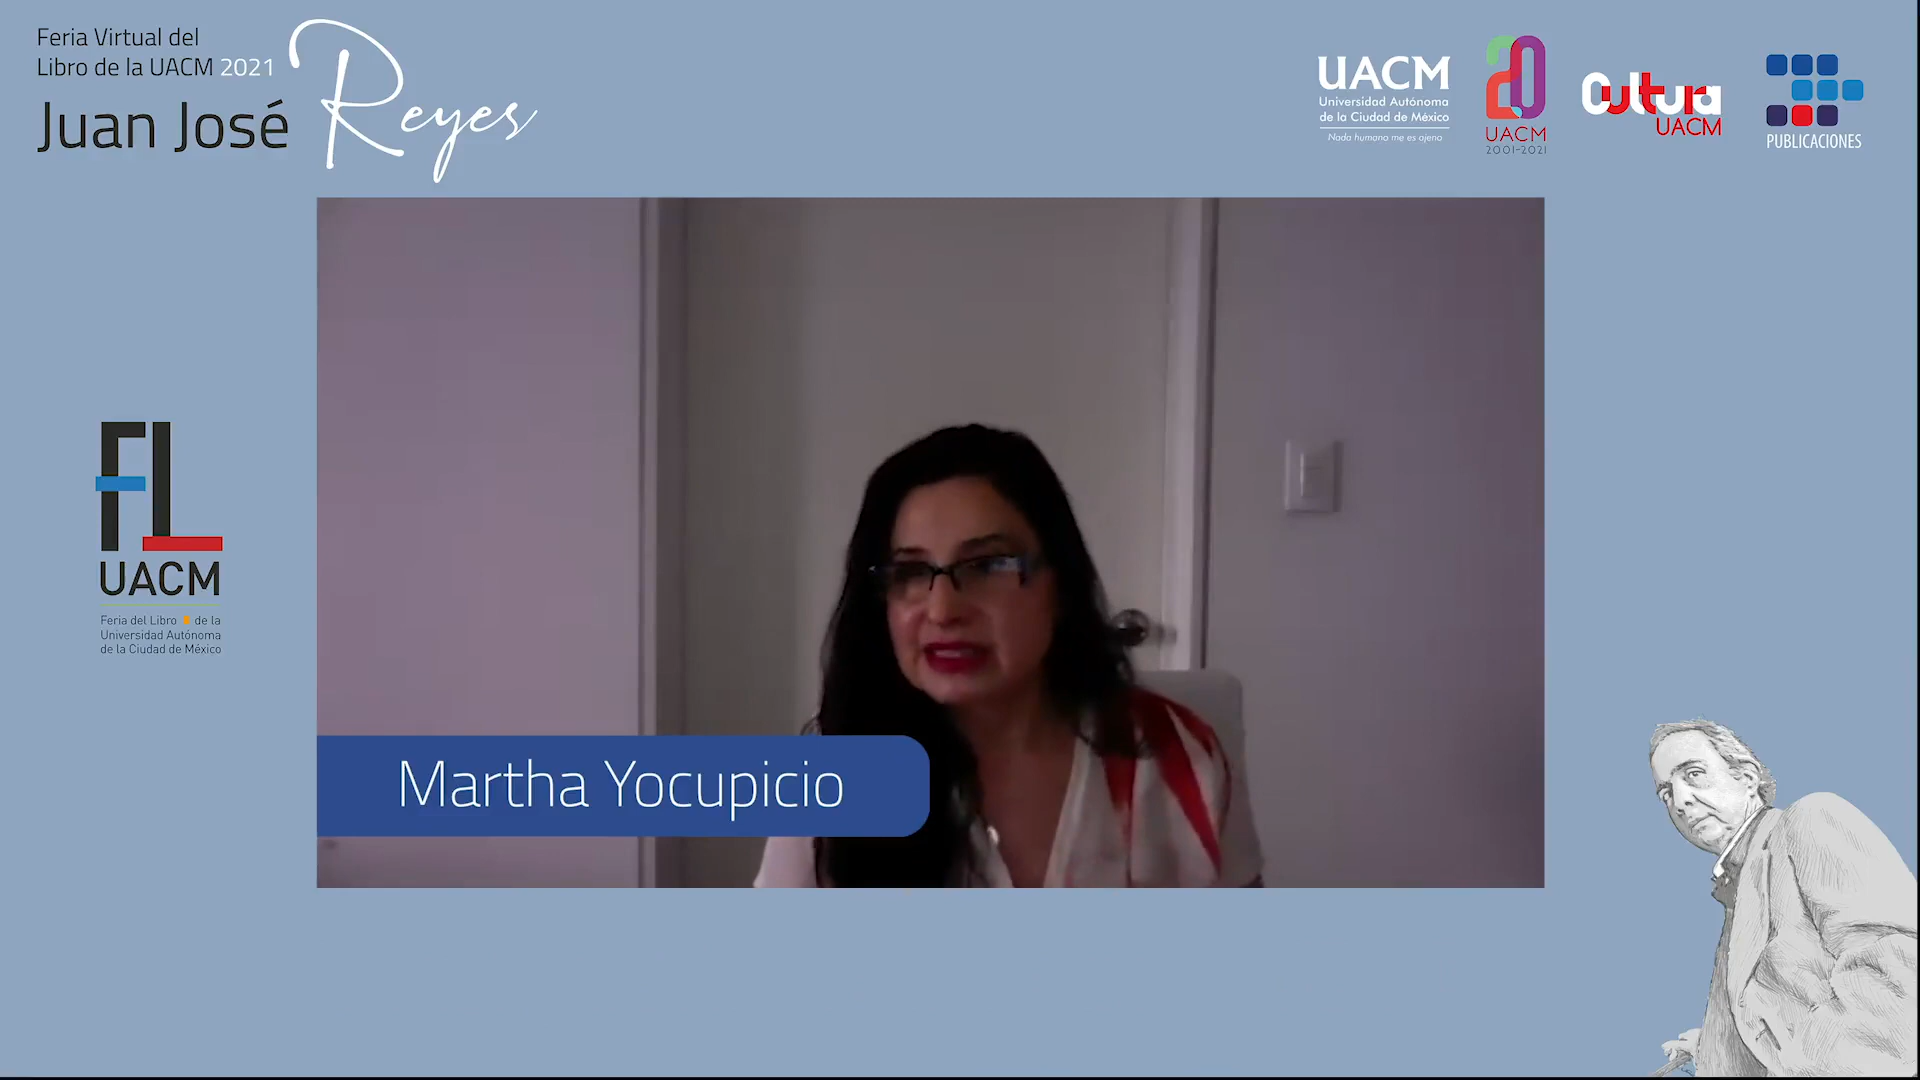 Feria Virtual del
Libro de la UACM 2021
Juan José Reyes
UACM
Universidad Autónoma
de la Ciudad de México
Nada humano me es ajeno
20
UACM
2001-2021
Cultura
UACM
PUBLICACIONES
FL
UACM
Feria del Libro de la
Universidad Autónoma
de la Ciudad de México
Martha Yocupicio